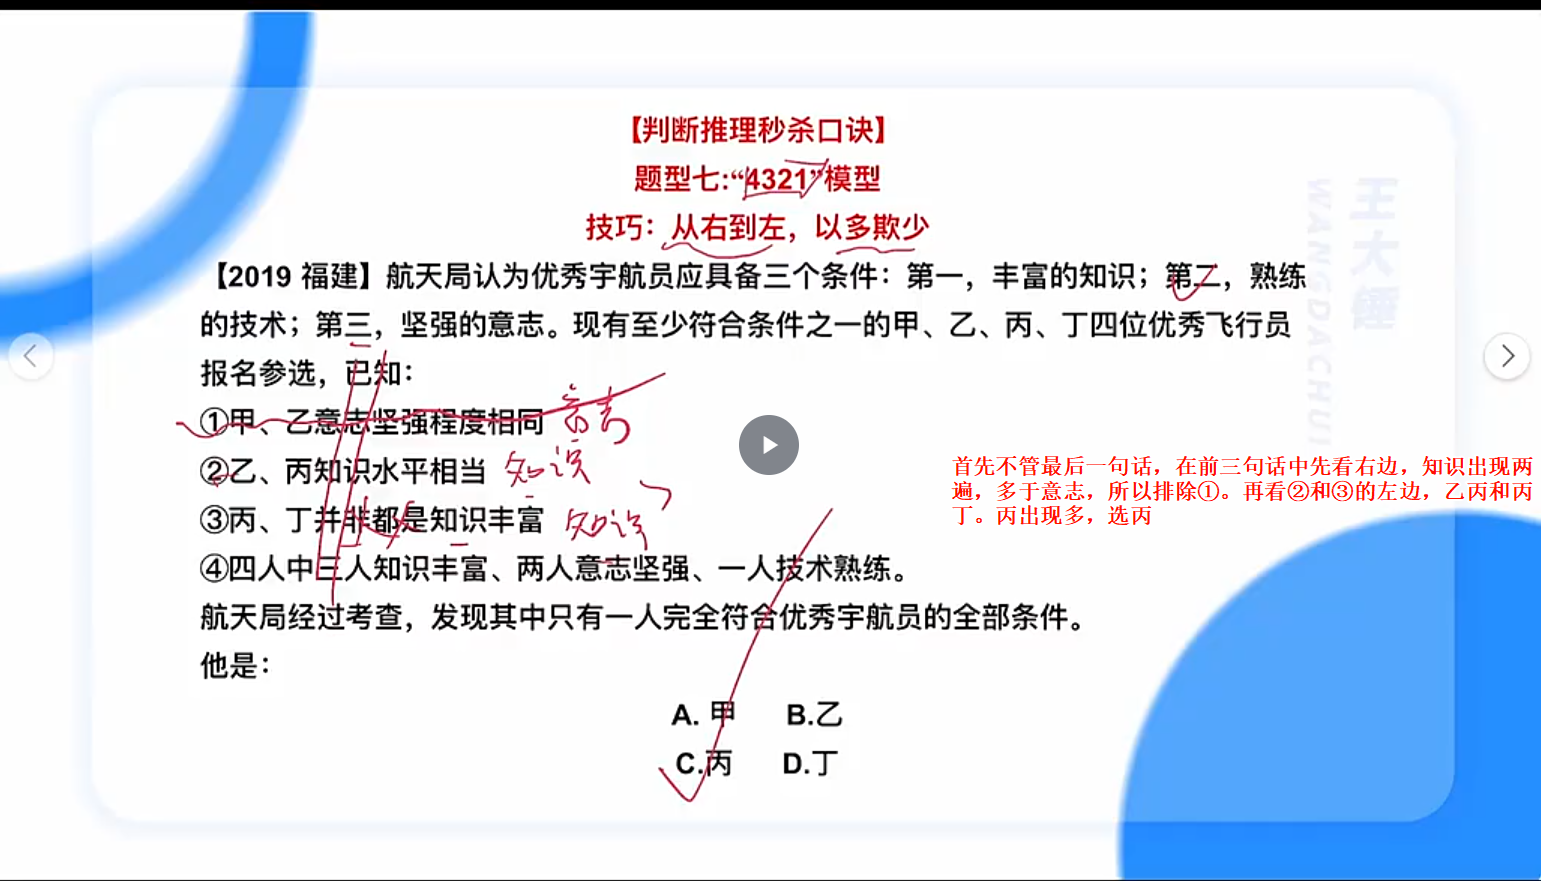 【判断推理秒杀口诀】
题型七:“4321”模型
技巧：从右到左，以多欺少
【2019 福建】航天局认为优秀宇航员应具备三个条件：第一，丰富的知识；第二，熟练
的技术；第三，坚强的意志。现有至少符合条件之一的甲、乙、丙、丁四位优秀飞行员
报名参选，已知：
①甲、乙意志坚强程度相同 意志
②乙、丙知识水平相当 知识
③丙、丁并非都是知识丰富 知识
④四人中三人知识丰富、两人意志坚强、一人技术熟练。
航天局经过考查，发现其中只有一人完全符合优秀宇航员的全部条件。
他是：
A. 甲 B.乙
C.丙 D.丁
首先不管最后一句话，在前三句话中先看右边，知识出现两
遍，多于意志，所以排除①。再看②和③的左边，乙丙和丙
丁。丙出现多，选丙
王大锤
WANGDACHUI